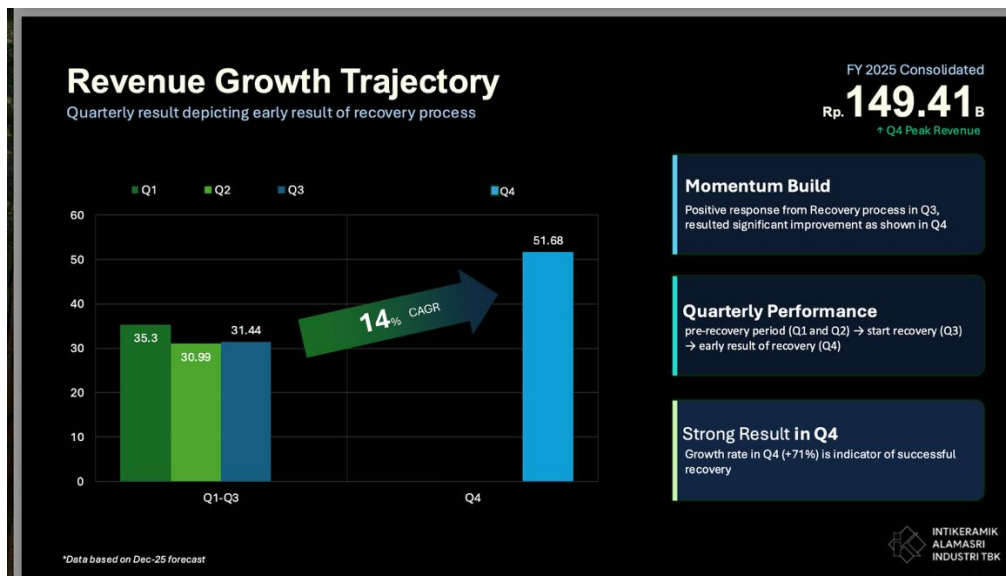 Revenue Growth Trajectory
Quarterly result depicting early result of recovery process
FY 2025 Consolidated
Rp. 149.41 B
↑ Q4 Peak Revenue
Q1 Q2 Q3 Q4
60
50
40
30
20
10
0
35.3
30.99
31.44
14% CAGR
51.68
Q1-Q3
Q4
Momentum Build
Positive response from Recovery process in Q3,
resulted significant improvement as shown in Q4
Quarterly Performance
pre-recovery period (Q1 and Q2) → start recovery (Q3)
→ early result of recovery (Q4)
Strong Result in Q4
Growth rate in Q4 (+71%) is indicator of successful
recovery
*Data based on Dec-25 forecast
INTIKERAMIK
ALAMASRI
INDUSTRI TBK